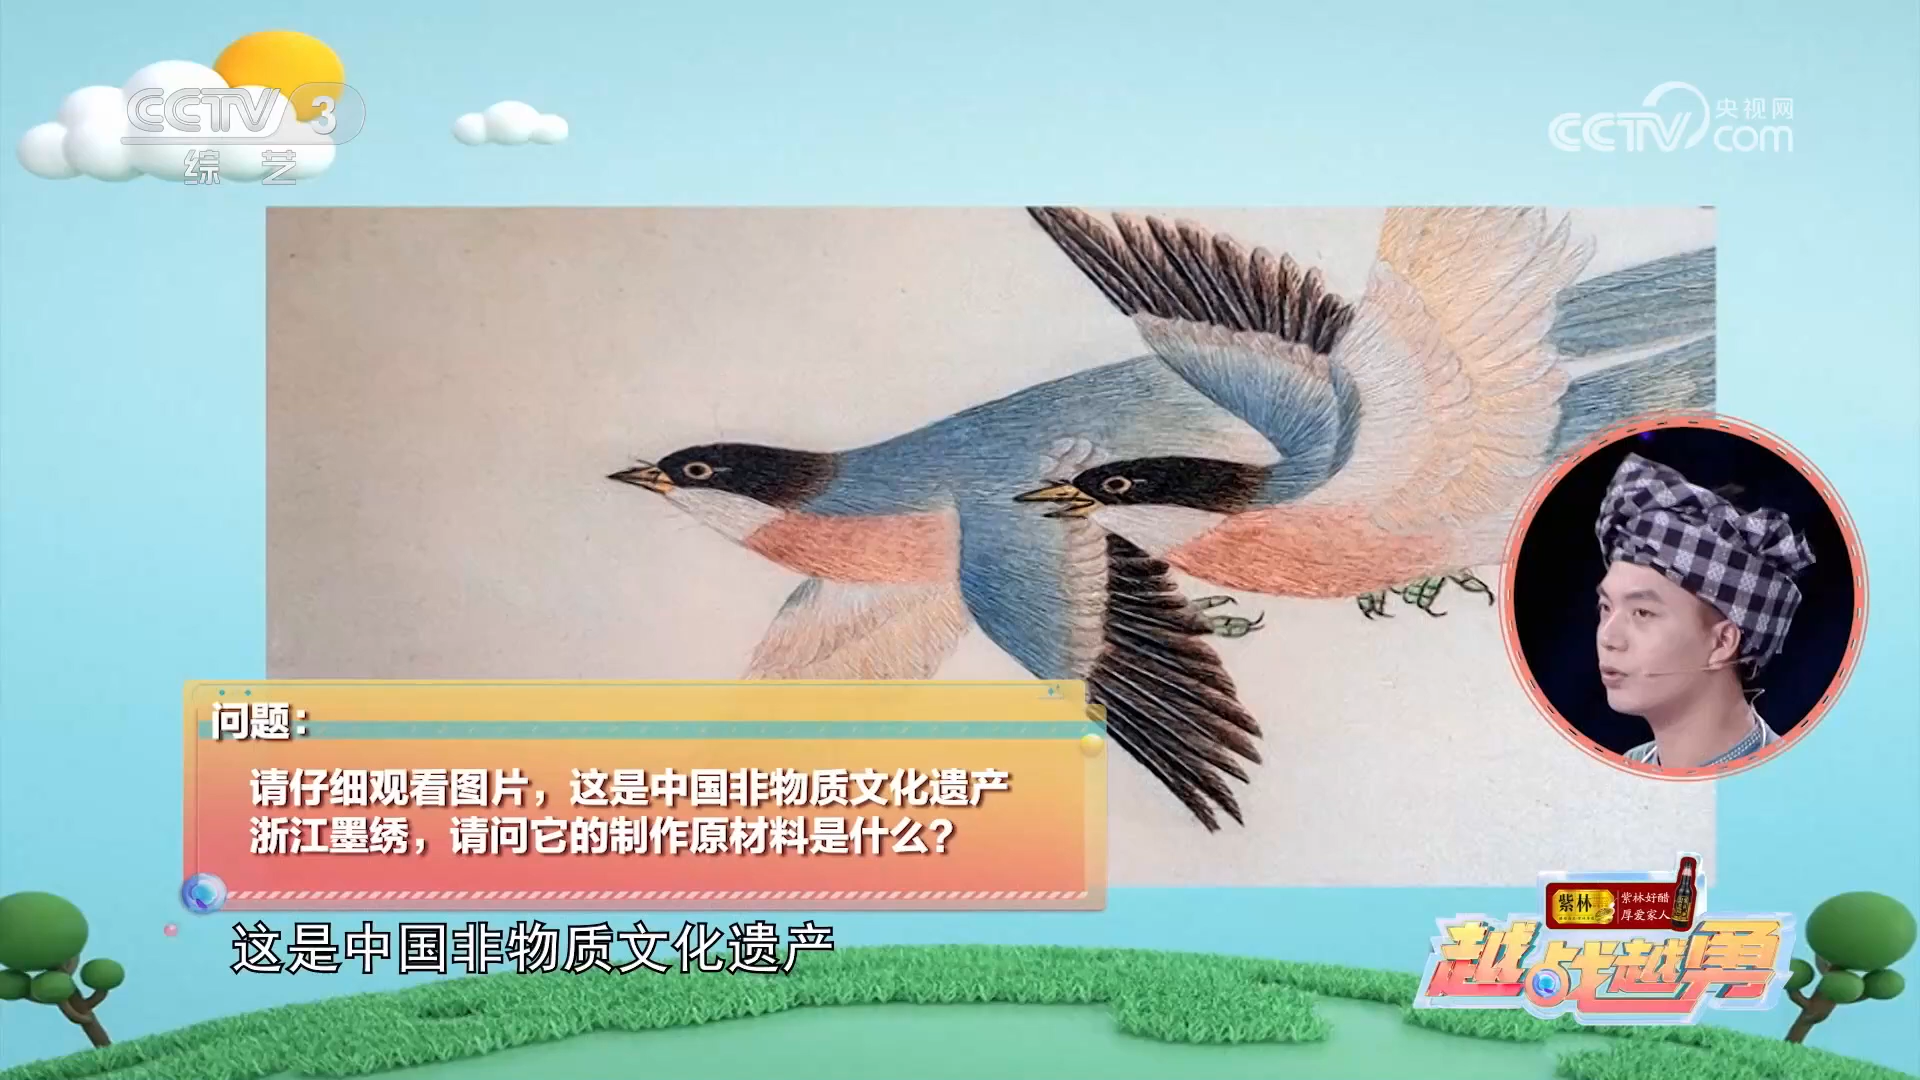 CCTV 3
综艺
央视网
CCTV com
问题：
请仔细观看图片，这是中国非物质文化遗产
浙江墨绣，请问它的制作原材料是什么？
这是中国非物质文化遗产
紫林
紫林好醋
厚爱家人
越战越勇